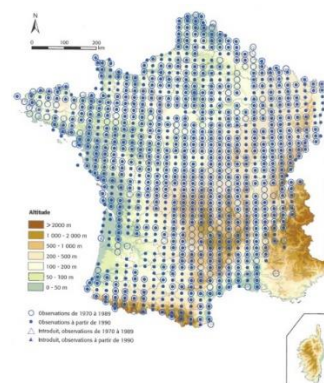 N
0 100 200
km
Altitude
> 2000 m
1 000 - 2 000 m
500 - 1 000 m
200 - 500 m
100 - 200 m
50 - 100 m
0 - 50 m
Observations de 1970 à 1989
Observations à partir de 1990
Introduit, observations de 1970 à 1989
Introduit, observations à partir de 1990